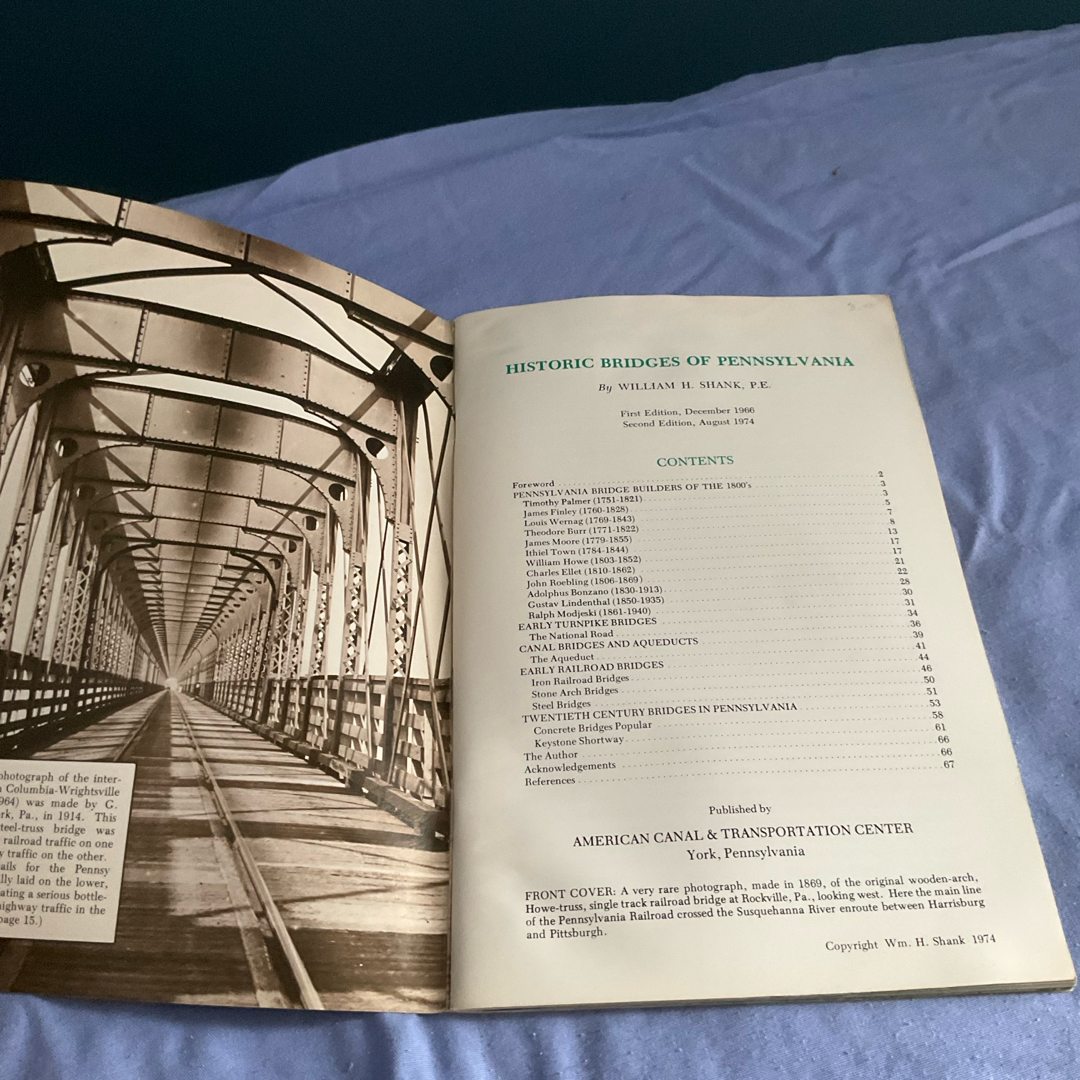 photograph of the inter-
Columbia-Wrightsville
964) was made by G.
rk, Pa., in 1914. This
teel-truss bridge was
railroad traffic on one
y traffic on the other.
ails for the Pennsy
lly laid on the lower,
ating a serious bottle-
highway traffic in the
page 15.)
HISTORIC BRIDGES OF PENNSYLVANIA
By WILLIAM H. SHANK, P.E.
First Edition, December 1966
Second Edition, August 1974
CONTENTS
Foreword 2
PENNSYLVANIA BRIDGE BUILDERS OF THE 1800's 3
Timothy Palmer (1751-1821) 3
James Finley (1760-1828) 5
Louis Wernag (1769-1843) 7
Theodore Burr (1771-1822) 8
James Moore (1779-1855) 13
Ithiel Town (1784-1844) 17
William Howe (1803-1852) 17
Charles Ellet (1810-1862) 21
John Roebling (1806-1869) 22
Adolphus Bonzano (1830-1913) 28
Gustav Lindenthal (1850-1935) 30
Ralph Modjeski (1861-1940) 31
EARLY TURNPIKE BRIDGES 34
The National Road 36
CANAL BRIDGES AND AQUEDUCTS 39
The Aqueduct 41
EARLY RAILROAD BRIDGES 44
Iron Railroad Bridges 46
Stone Arch Bridges 50
Steel Bridges 51
TWENTIETH CENTURY BRIDGES IN PENNSYLVANIA 53
Concrete Bridges Popular 58
Keystone Shortway 61
The Author 66
Acknowledgements 66
References 67
Published by
AMERICAN CANAL & TRANSPORTATION CENTER
York, Pennsylvania
FRONT COVER: A very rare photograph, made in 1869, of the original wooden-arch,
Howe-truss, single track railroad bridge at Rockville, Pa., looking west. Here the main line
of the Pennsylvania Railroad crossed the Susquehanna River enroute between Harrisburg
and Pittsburgh.
Copyright Wm. H. Shank 1974